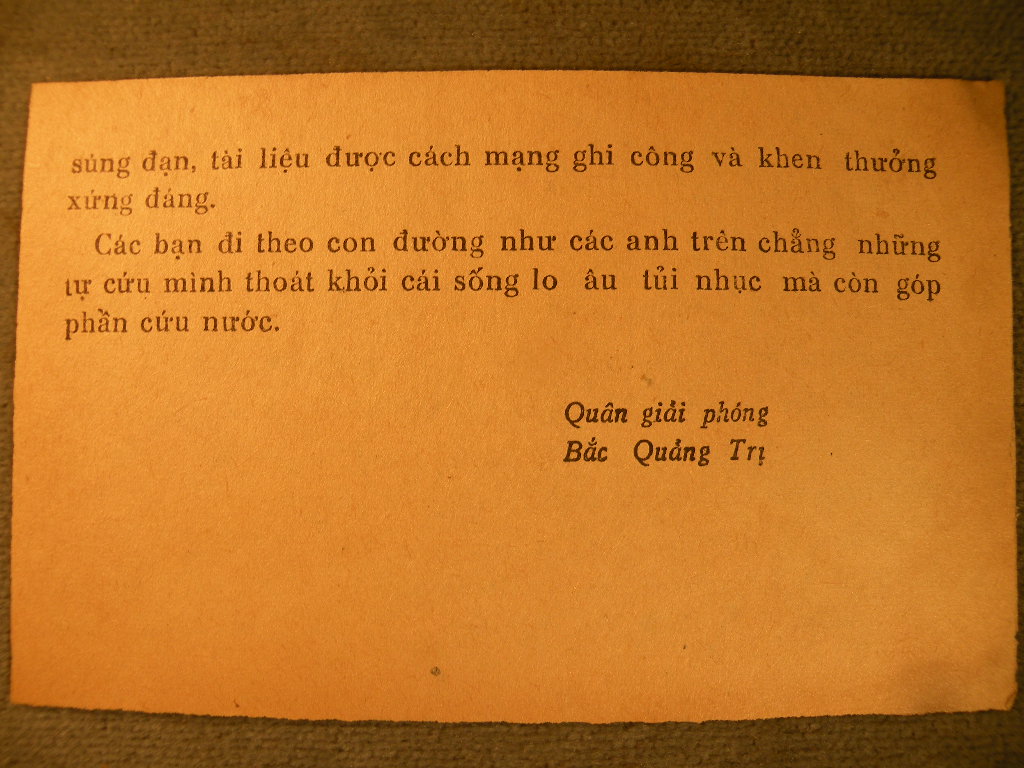 súng đạn, tài liệu được cách mạng ghi công và khen thưởng
xứng đáng.
Các bạn đi theo con đường như các anh trên chẳng những
tự cứu mình thoát khỏi cái sống lo âu tủi nhục mà còn góp
phần cứu nước.
Quân giải phóng
Bắc Quảng Trị